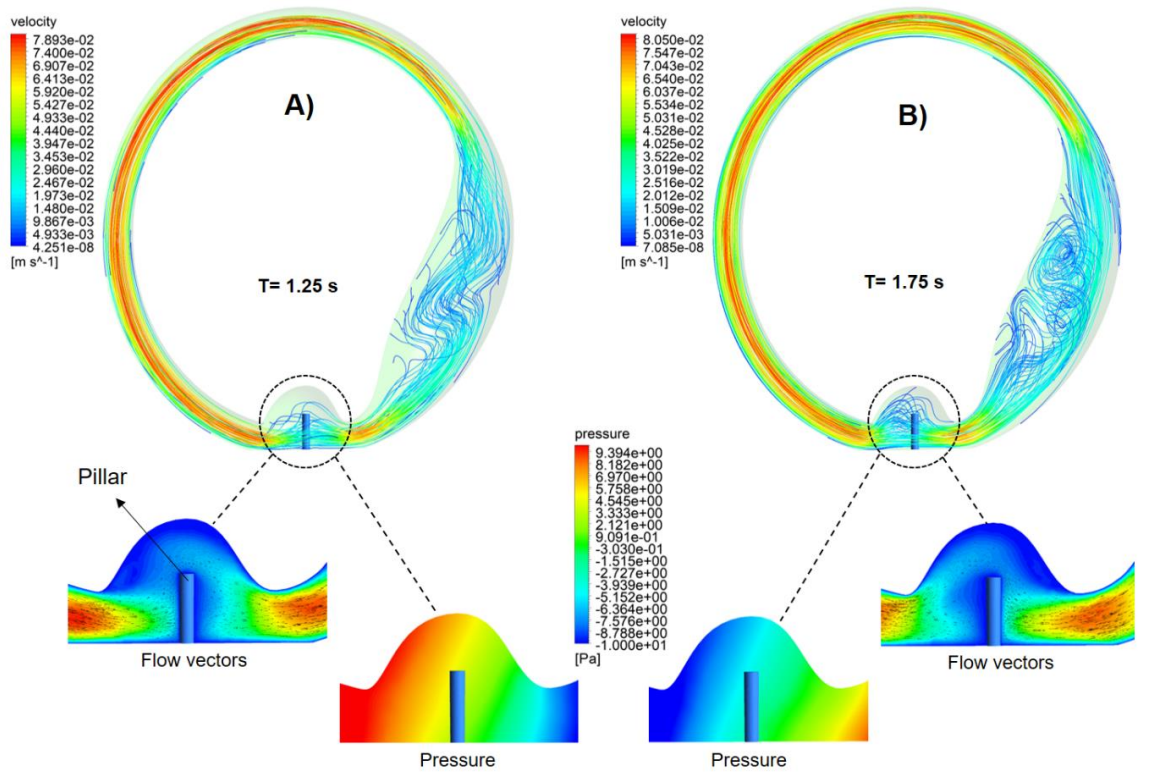 velocity
7.893e-02
7.400e-02
6.907e-02
6.413e-02
5.920e-02
5.427e-02
4.933e-02
4.440e-02
3.947e-02
3.453e-02
2.960e-02
2.467e-02
1.973e-02
1.480e-02
9.867e-03
4.933e-03
4.251e-08
[m s^-1]
A)
T= 1.25 s
velocity
8.050e-02
7.547e-02
7.043e-02
6.540e-02
6.037e-02
5.534e-02
5.031e-02
4.528e-02
4.025e-02
3.522e-02
3.019e-02
2.516e-02
2.012e-02
1.509e-02
1.006e-02
5.031e-03
7.085e-08
[m s^-1]
B)
T= 1.75 s
pressure
9.394e+00
8.182e+00
6.970e+00
5.758e+00
4.545e+00
3.333e+00
2.121e+00
9.091e-01
-3.030e-01
-1.515e+00
-2.727e+00
-3.939e+00
-5.152e+00
-6.364e+00
-7.576e+00
-8.788e+00
-1.000e+01
[Pa]
Pillar
Flow vectors
Flow vectors
Pressure
Pressure